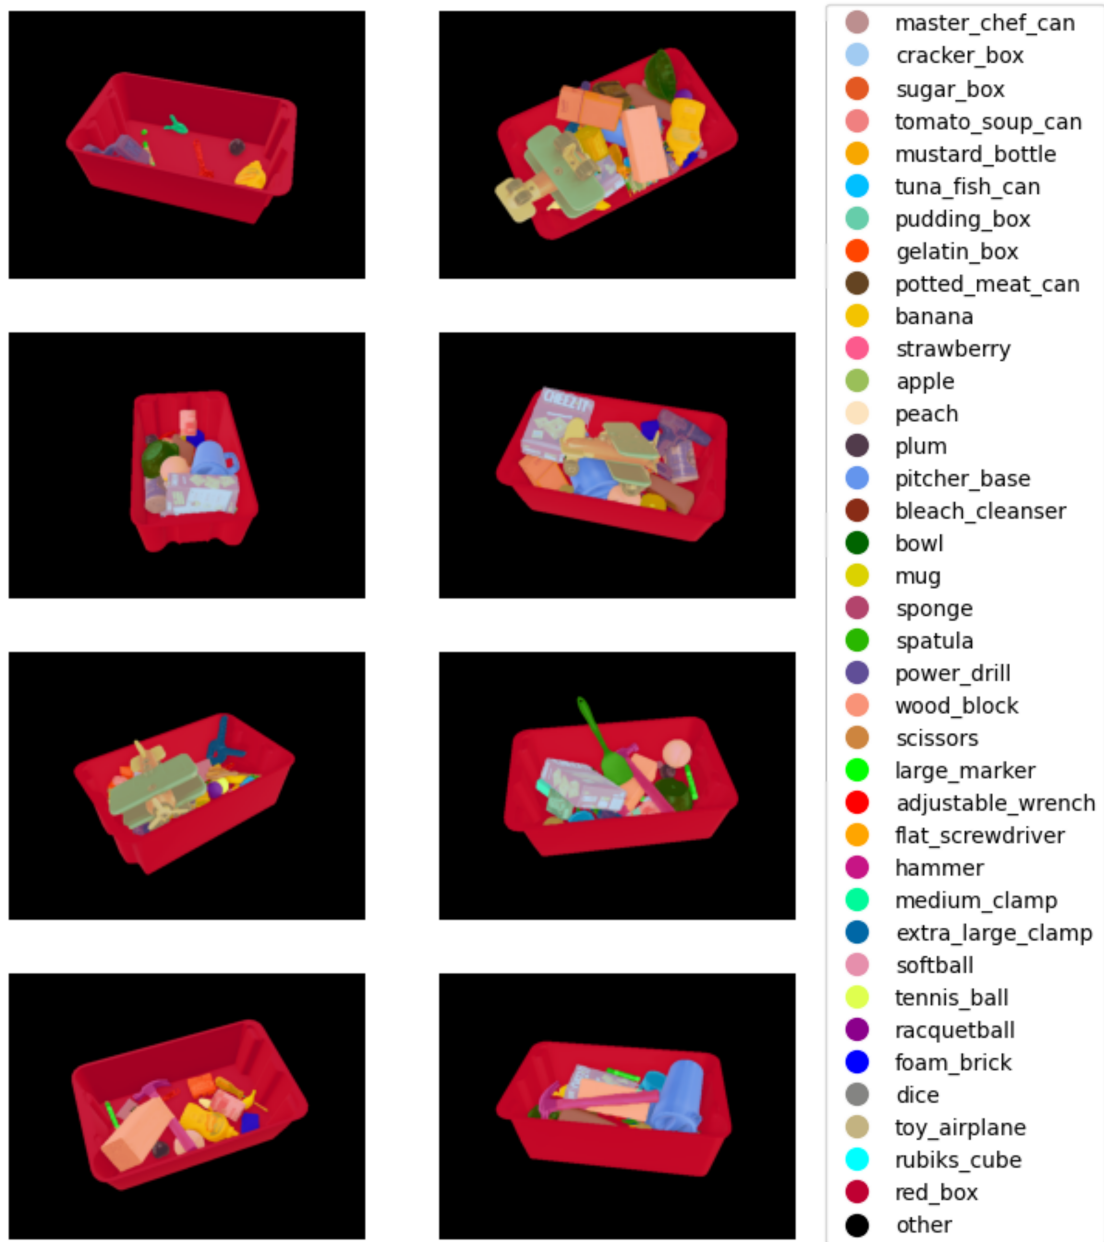 master_chef_can
cracker_box
sugar_box
tomato_soup_can
mustard_bottle
tuna_fish_can
pudding_box
gelatin_box
potted_meat_can
banana
strawberry
apple
peach
plum
pitcher_base
bleach_cleanser
bowl
mug
sponge
spatula
power_drill
wood_block
scissors
large_marker
adjustable_wrench
flat_screwdriver
hammer
medium_clamp
extra_large_clamp
softball
tennis_ball
racquetball
foam_brick
dice
toy_airplane
rubiks_cube
red_box
other
CHEEZ-IT